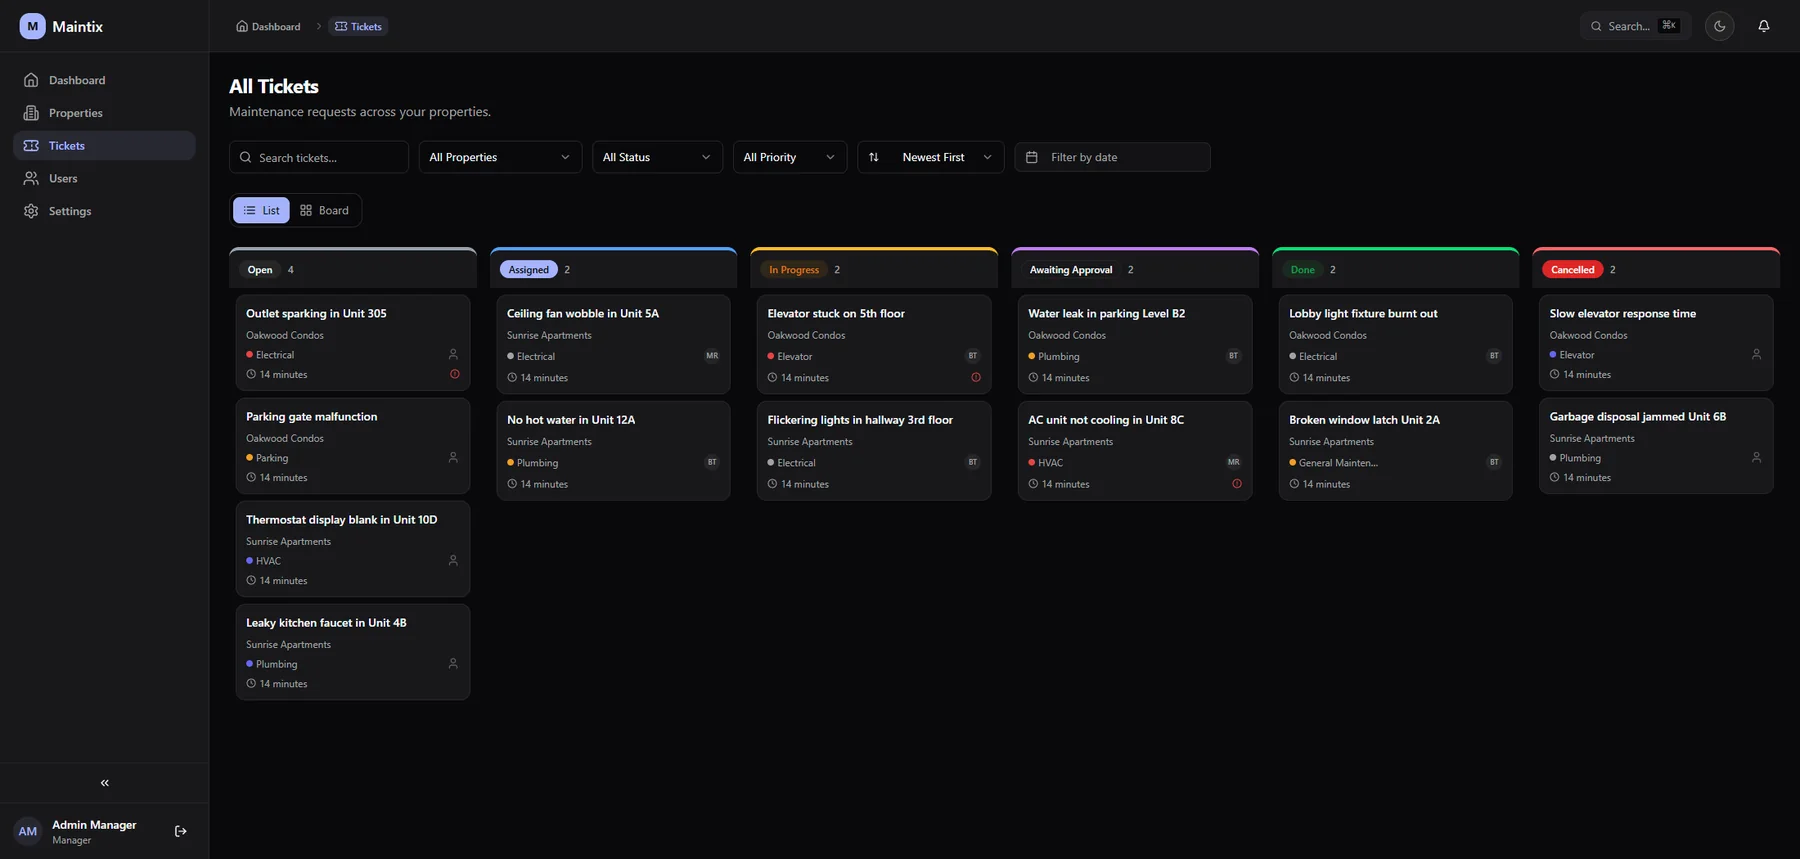 M Maintix
Dashboard
Properties
Tickets
Users
Settings
AM
Admin Manager
Manager
Dashboard > Tickets
Search... ⌘K
All Tickets
Maintenance requests across your properties.
Search tickets...
All Properties
All Status
All Priority
Newest First
Filter by date
List
Board
Open 4
Outlet sparking in Unit 305
Oakwood Condos
Electrical
14 minutes
Parking gate malfunction
Oakwood Condos
Parking
14 minutes
Thermostat display blank in Unit 10D
Sunrise Apartments
HVAC
14 minutes
Leaky kitchen faucet in Unit 4B
Sunrise Apartments
Plumbing
14 minutes
Assigned 2
Ceiling fan wobble in Unit 5A
Sunrise Apartments
Electrical MR
14 minutes
No hot water in Unit 12A
Sunrise Apartments
Plumbing BT
14 minutes
In Progress 2
Elevator stuck on 5th floor
Oakwood Condos
Elevator BT
14 minutes
Flickering lights in hallway 3rd floor
Sunrise Apartments
Electrical BT
14 minutes
Awaiting Approval 2
Water leak in parking Level B2
Oakwood Condos
Plumbing BT
14 minutes
AC unit not cooling in Unit 8C
Sunrise Apartments
HVAC MR
14 minutes
Done 2
Lobby light fixture burnt out
Oakwood Condos
Electrical BT
14 minutes
Broken window latch Unit 2A
Sunrise Apartments
General Mainten... BT
14 minutes
Cancelled 2
Slow elevator response time
Oakwood Condos
Elevator
14 minutes
Garbage disposal jammed Unit 6B
Sunrise Apartments
Plumbing
14 minutes